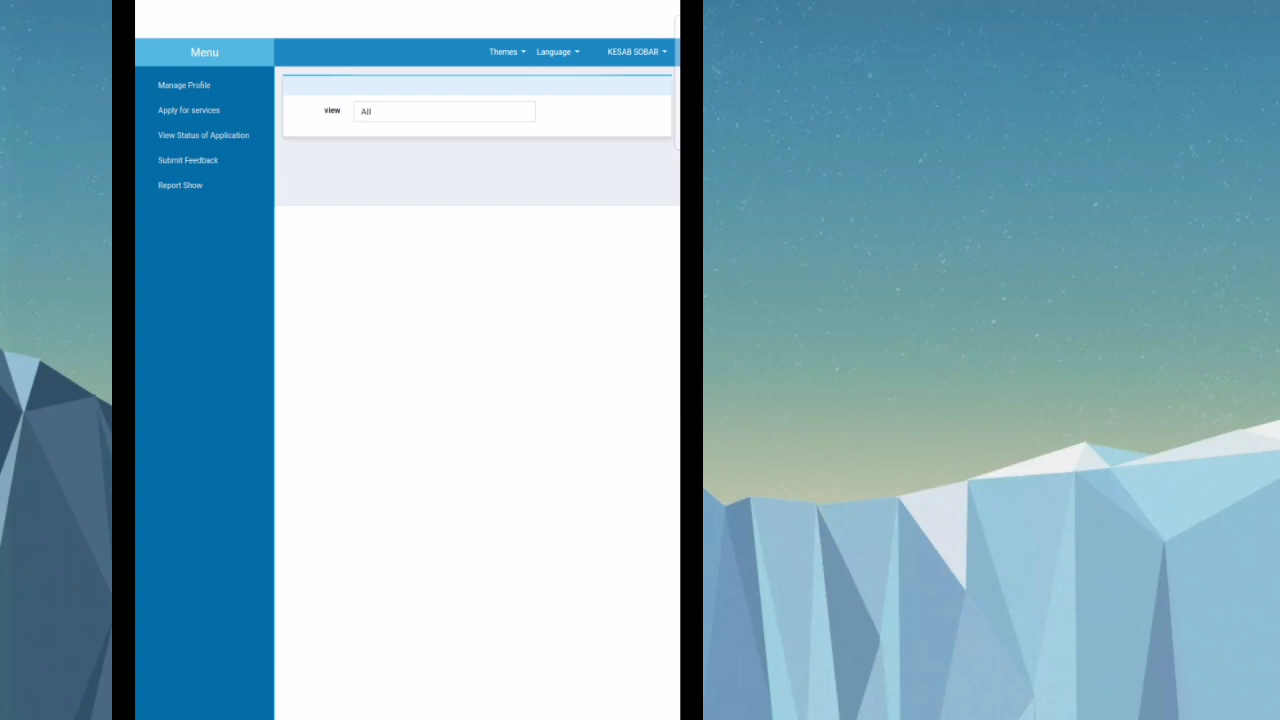 Menu
Themes Language KESAB SOBAR
Manage Profile
Apply for services
View Status of Application
Submit Feedback
Report Show
view All